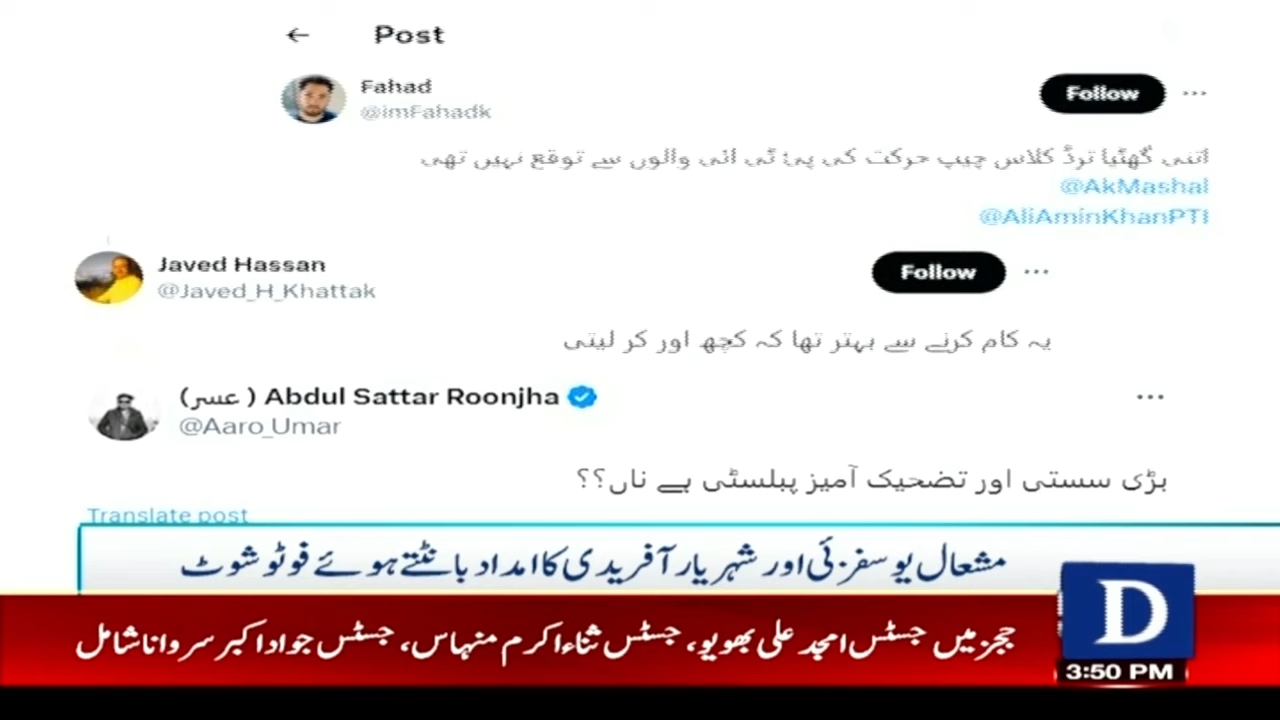 ← Post
Fahad
@imFahadk
Follow ...
اتنی گھٹیا ترڈ کلاس چیپ حرکت کی پی ٹی ائی والوں سے توقع نہیں تھی
@AkMashal
@AliAminKhanPTI
Javed Hassan
@Javed_H_Khattak
Follow ...
یہ کام کرنے سے بہتر تھا کہ کچھ اور کر لیتی
(عسر ) Abdul Sattar Roonjha
@Aaro_Umar
...
بڑی سستی اور تضحیک آمیز پبلسٹی ہے ناں؟؟
Translate post
مشعال یوسفزئی اور شہریار آفریدی کا امداد بانٹتے ہوئے فوٹو شوٹ
ججز میں جسٹس امجد علی بھویو، جسٹس ثناء اکرم منہاس، جسٹس جواد اکبر سروانا شامل
D
3:50 PM